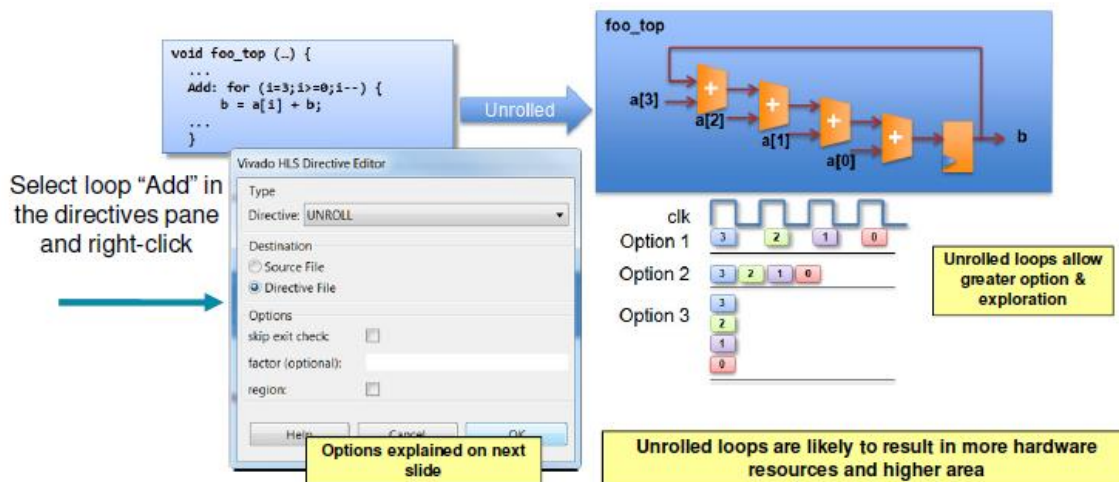 void foo_top (…) {
...
Add: for (i=3;i>=0;i--) {
b = a[i] + b;
...
}
Unrolled
foo_top
+
+
+
+
a[3]
a[2]
a[1]
a[0]
b
Select loop “Add” in
the directives pane
and right-click
Vivado HLS Directive Editor
Type
Directive: UNROLL
Destination
Source File
Directive File
Options
skip exit check:
factor (optional):
region:
Help
Cancel
OK
Options explained on next
slide
clk
Option 1
3 2 1 0
Option 2
3 2 1 0
Option 3
3
2
1
0
Unrolled loops allow
greater option &
exploration
Unrolled loops are likely to result in more hardware
resources and higher area